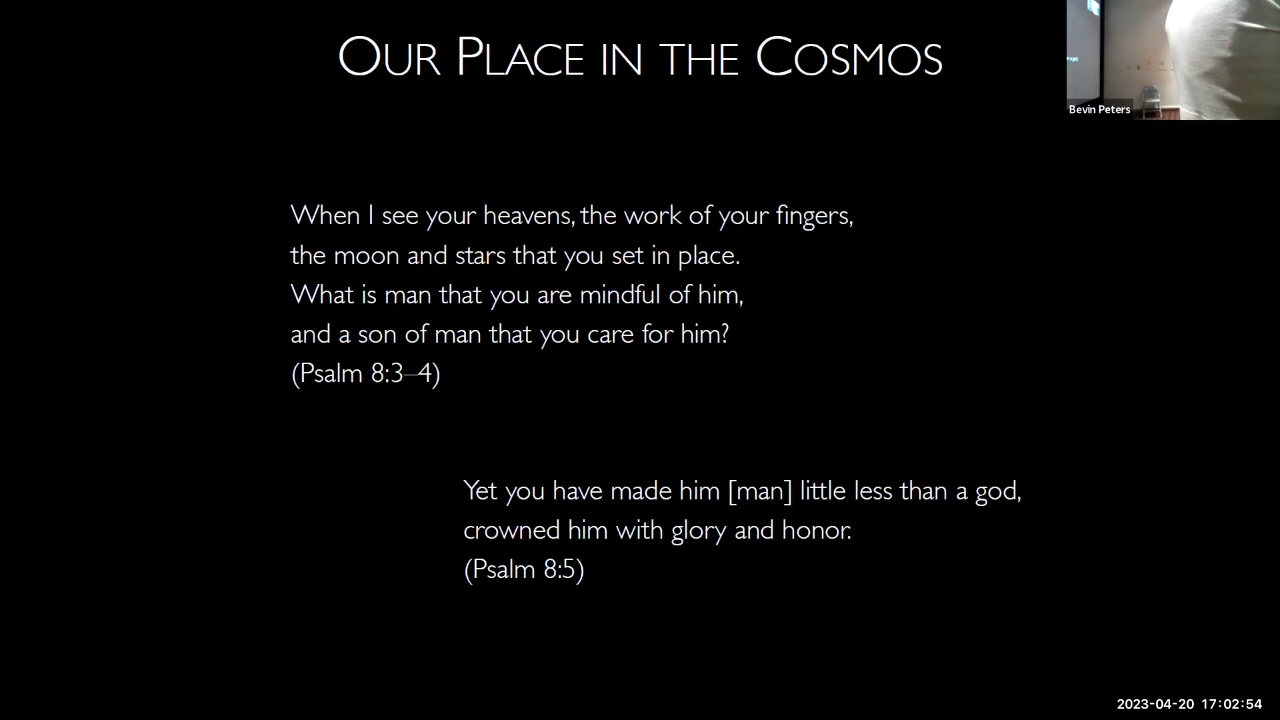 OUR PLACE IN THE COSMOS
Bevin Peters
When I see your heavens, the work of your fingers,
the moon and stars that you set in place.
What is man that you are mindful of him,
and a son of man that you care for him?
(Psalm 8:3–4)
Yet you have made him [man] little less than a god,
crowned him with glory and honor.
(Psalm 8:5)
2023-04-20 17:02:54